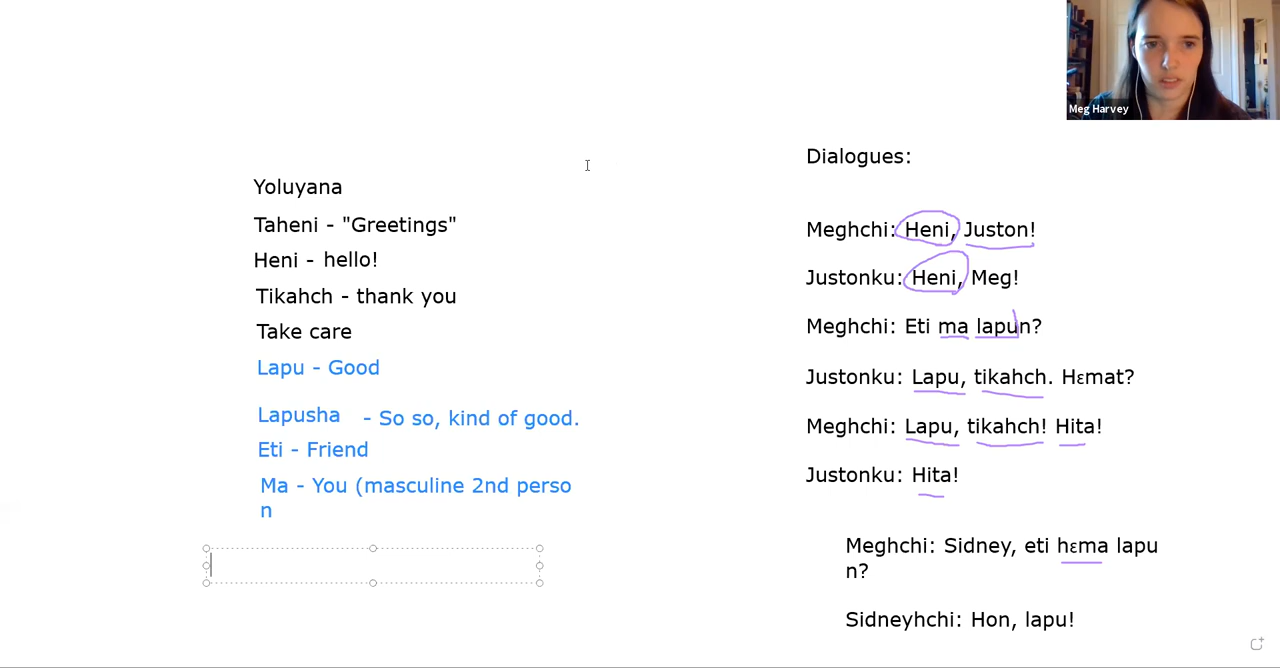 Meg Harvey
Yoluyana
Taheni - "Greetings"
Heni - hello!
Tikahch - thank you
Take care
Lapu - Good
Lapusha - So so, kind of good.
Eti - Friend
Ma - You (masculine 2nd perso
n
Dialogues:
Meghchi: Heni, Juston!
Justonku: Heni, Meg!
Meghchi: Eti ma lapun?
Justonku: Lapu, tikahch. Hɛmat?
Meghchi: Lapu, tikahch! Hita!
Justonku: Hita!
Meghchi: Sidney, eti hɛma lapu
n?
Sidneyhchi: Hon, lapu!